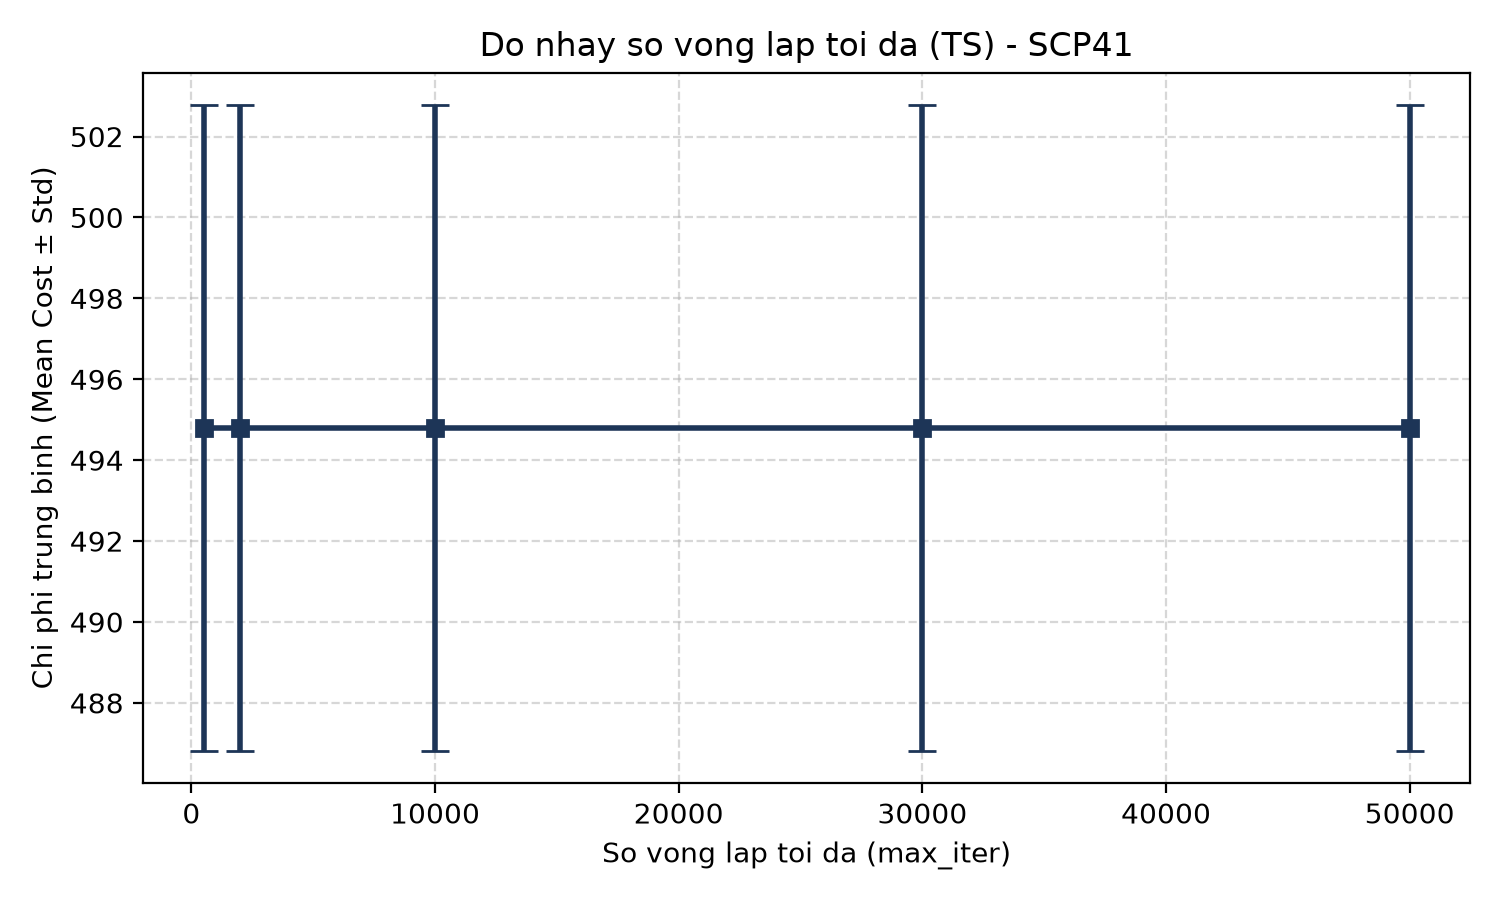 Do nhay so vong lap toi da (TS) - SCP41
Chi phi trung binh (Mean Cost ± Std)
502
500
498
496
494
492
490
488
0 10000 20000 30000 40000 50000
So vong lap toi da (max_iter)